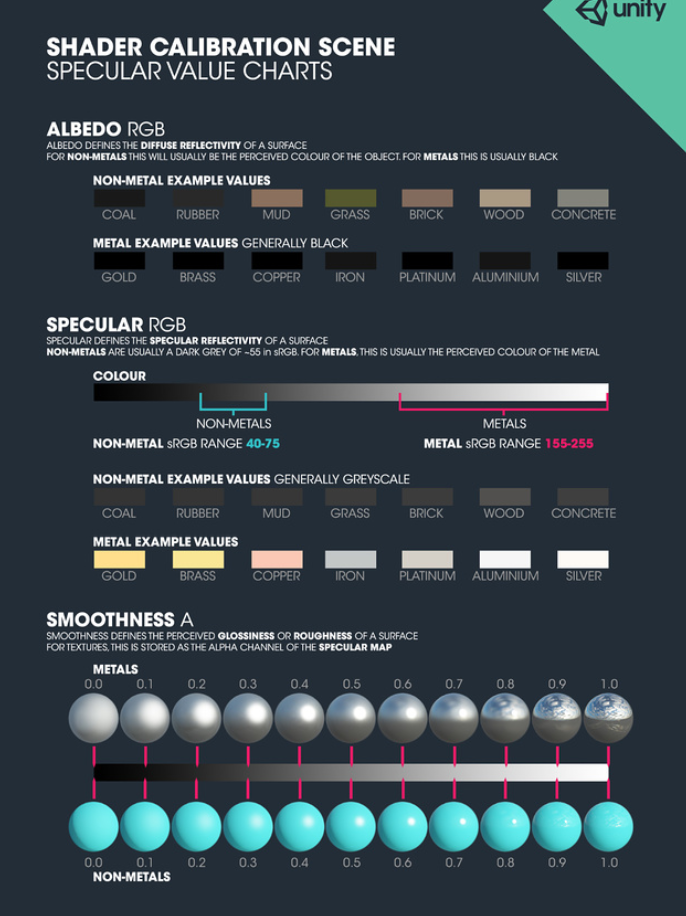 unity
SHADER CALIBRATION SCENE
SPECULAR VALUE CHARTS
ALBEDO RGB
ALBEDO DEFINES THE DIFFUSE REFLECTIVITY OF A SURFACE
FOR NON-METALS THIS WILL USUALLY BE THE PERCEIVED COLOUR OF THE OBJECT. FOR METALS THIS IS USUALLY BLACK
NON-METAL EXAMPLE VALUES
COAL RUBBER MUD GRASS BRICK WOOD CONCRETE
METAL EXAMPLE VALUES GENERALLY BLACK
GOLD BRASS COPPER IRON PLATINUM ALUMINIUM SILVER
SPECULAR RGB
SPECULAR DEFINES THE SPECULAR REFLECTIVITY OF A SURFACE
NON-METALS ARE USUALLY A DARK GREY OF ~55 in sRGB. FOR METALS, THIS IS USUALLY THE PERCEIVED COLOUR OF THE METAL
COLOUR
NON-METALS METALS
NON-METAL sRGB RANGE 40-75 METAL sRGB RANGE 155-255
NON-METAL EXAMPLE VALUES GENERALLY GREYSCALE
COAL RUBBER MUD GRASS BRICK WOOD CONCRETE
METAL EXAMPLE VALUES
GOLD BRASS COPPER IRON PLATINUM ALUMINIUM SILVER
SMOOTHNESS A
SMOOTHNESS DEFINES THE PERCEIVED GLOSSINESS OR ROUGHNESS OF A SURFACE
FOR TEXTURES, THIS IS STORED AS THE ALPHA CHANNEL OF THE SPECULAR MAP
METALS
0.0 0.1 0.2 0.3 0.4 0.5 0.6 0.7 0.8 0.9 1.0
0.0 0.1 0.2 0.3 0.4 0.5 0.6 0.7 0.8 0.9 1.0
NON-METALS